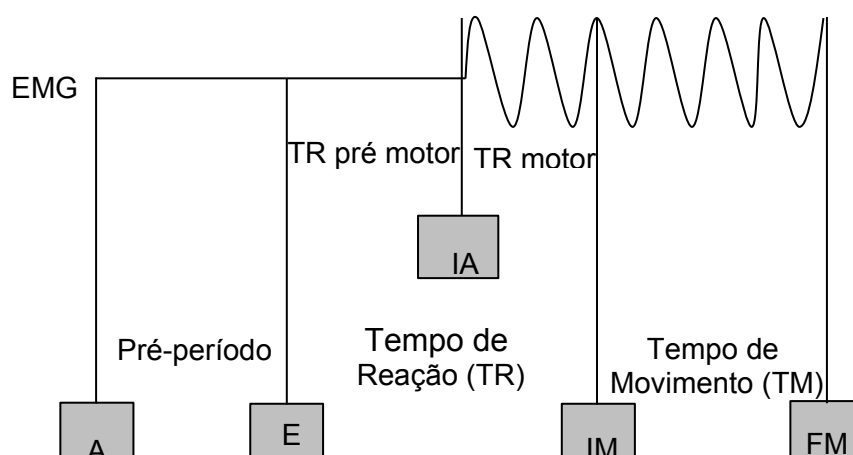 EMG
TR pré motor
TR motor
IA
Pré-período
Tempo de
Reação (TR)
Tempo de
Movimento (TM)
A
E
IM
FM